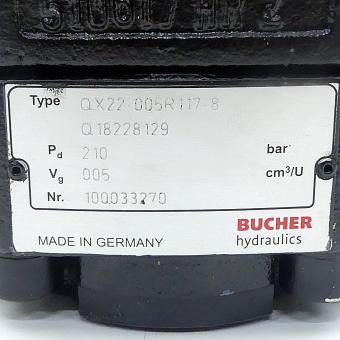 Type QX22-005R117-8
Q18228129
Pd 210 bar
Vg 005 cm³/U
Nr. 100033270
BUCHER
MADE IN GERMANY hydraulics